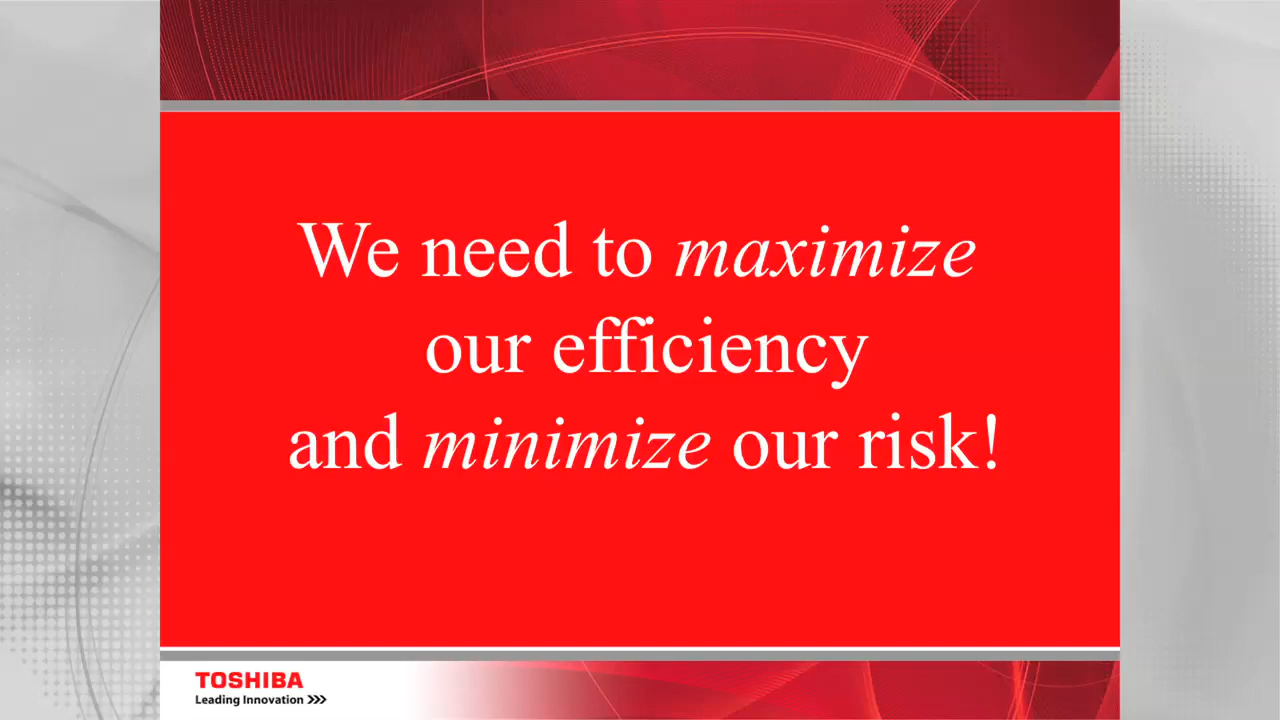 We need to maximize
our efficiency
and minimize our risk!
TOSHIBA
Leading Innovation >>>